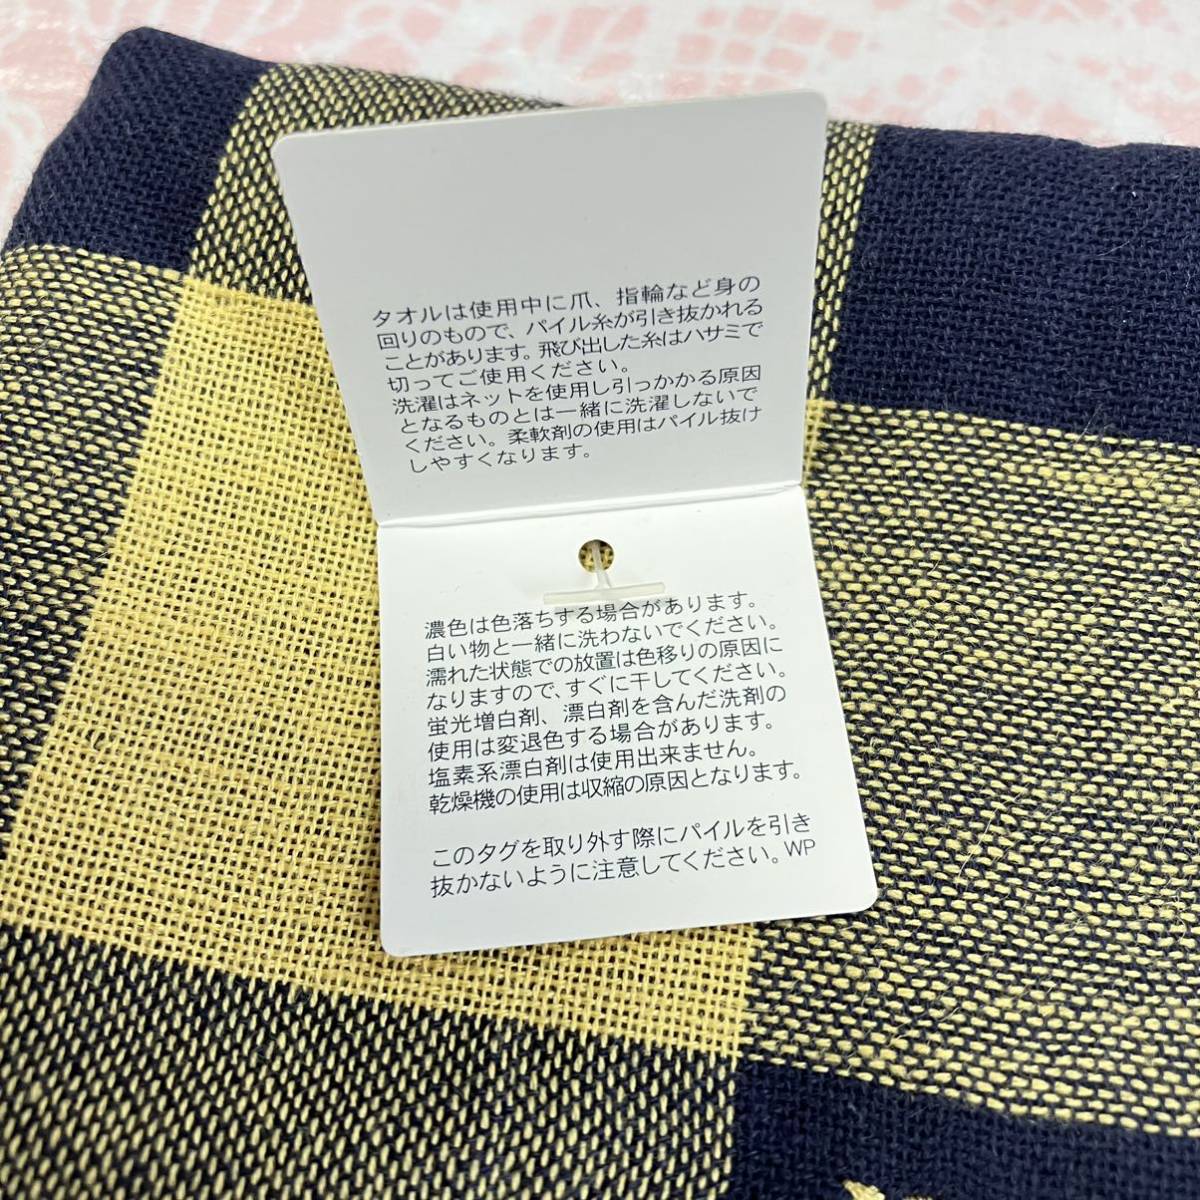 タオルは使用中に爪、指輪など身の
回りのもので、パイル糸が引き抜かれる
ことがあります。飛び出した糸はハサミで
切ってご使用ください。
洗濯はネットを使用し引っかかる原因
となるものとは一緒に洗濯しないで
ください。柔軟剤の使用はパイル抜け
しやすくなります。
濃色は色落ちする場合があります。
白い物と一緒に洗わないでください。
濡れた状態での放置は色移りの原因に
なりますので、すぐに干してください。
蛍光増白剤、漂白剤を含んだ洗剤の
使用は変退色する場合があります。
塩素系漂白剤は使用出来ません。
乾燥機の使用は収縮の原因となります。
このタグを取り外す際にパイルを引き
抜かないように注意してください。WP